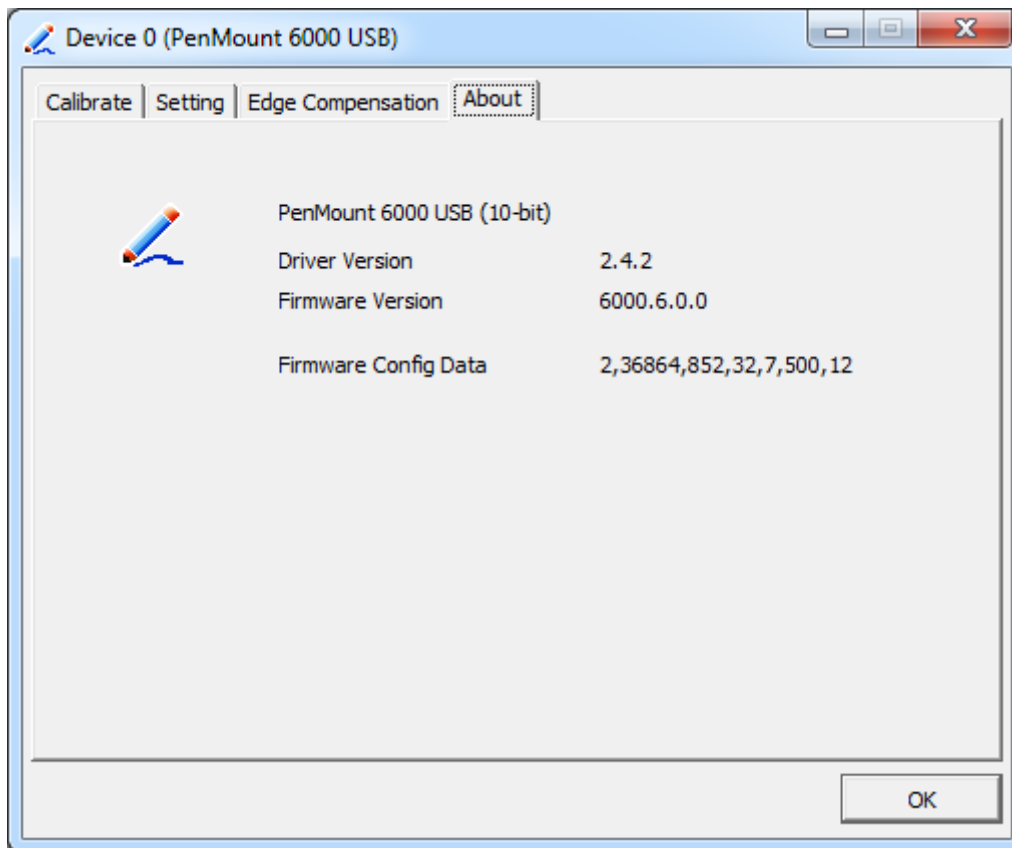 Device 0 (PenMount 6000 USB)
Calibrate Setting Edge Compensation About
PenMount 6000 USB (10-bit)
Driver Version 2.4.2
Firmware Version 6000.6.0.0
Firmware Config Data 2,36864,852,32,7,500,12
OK